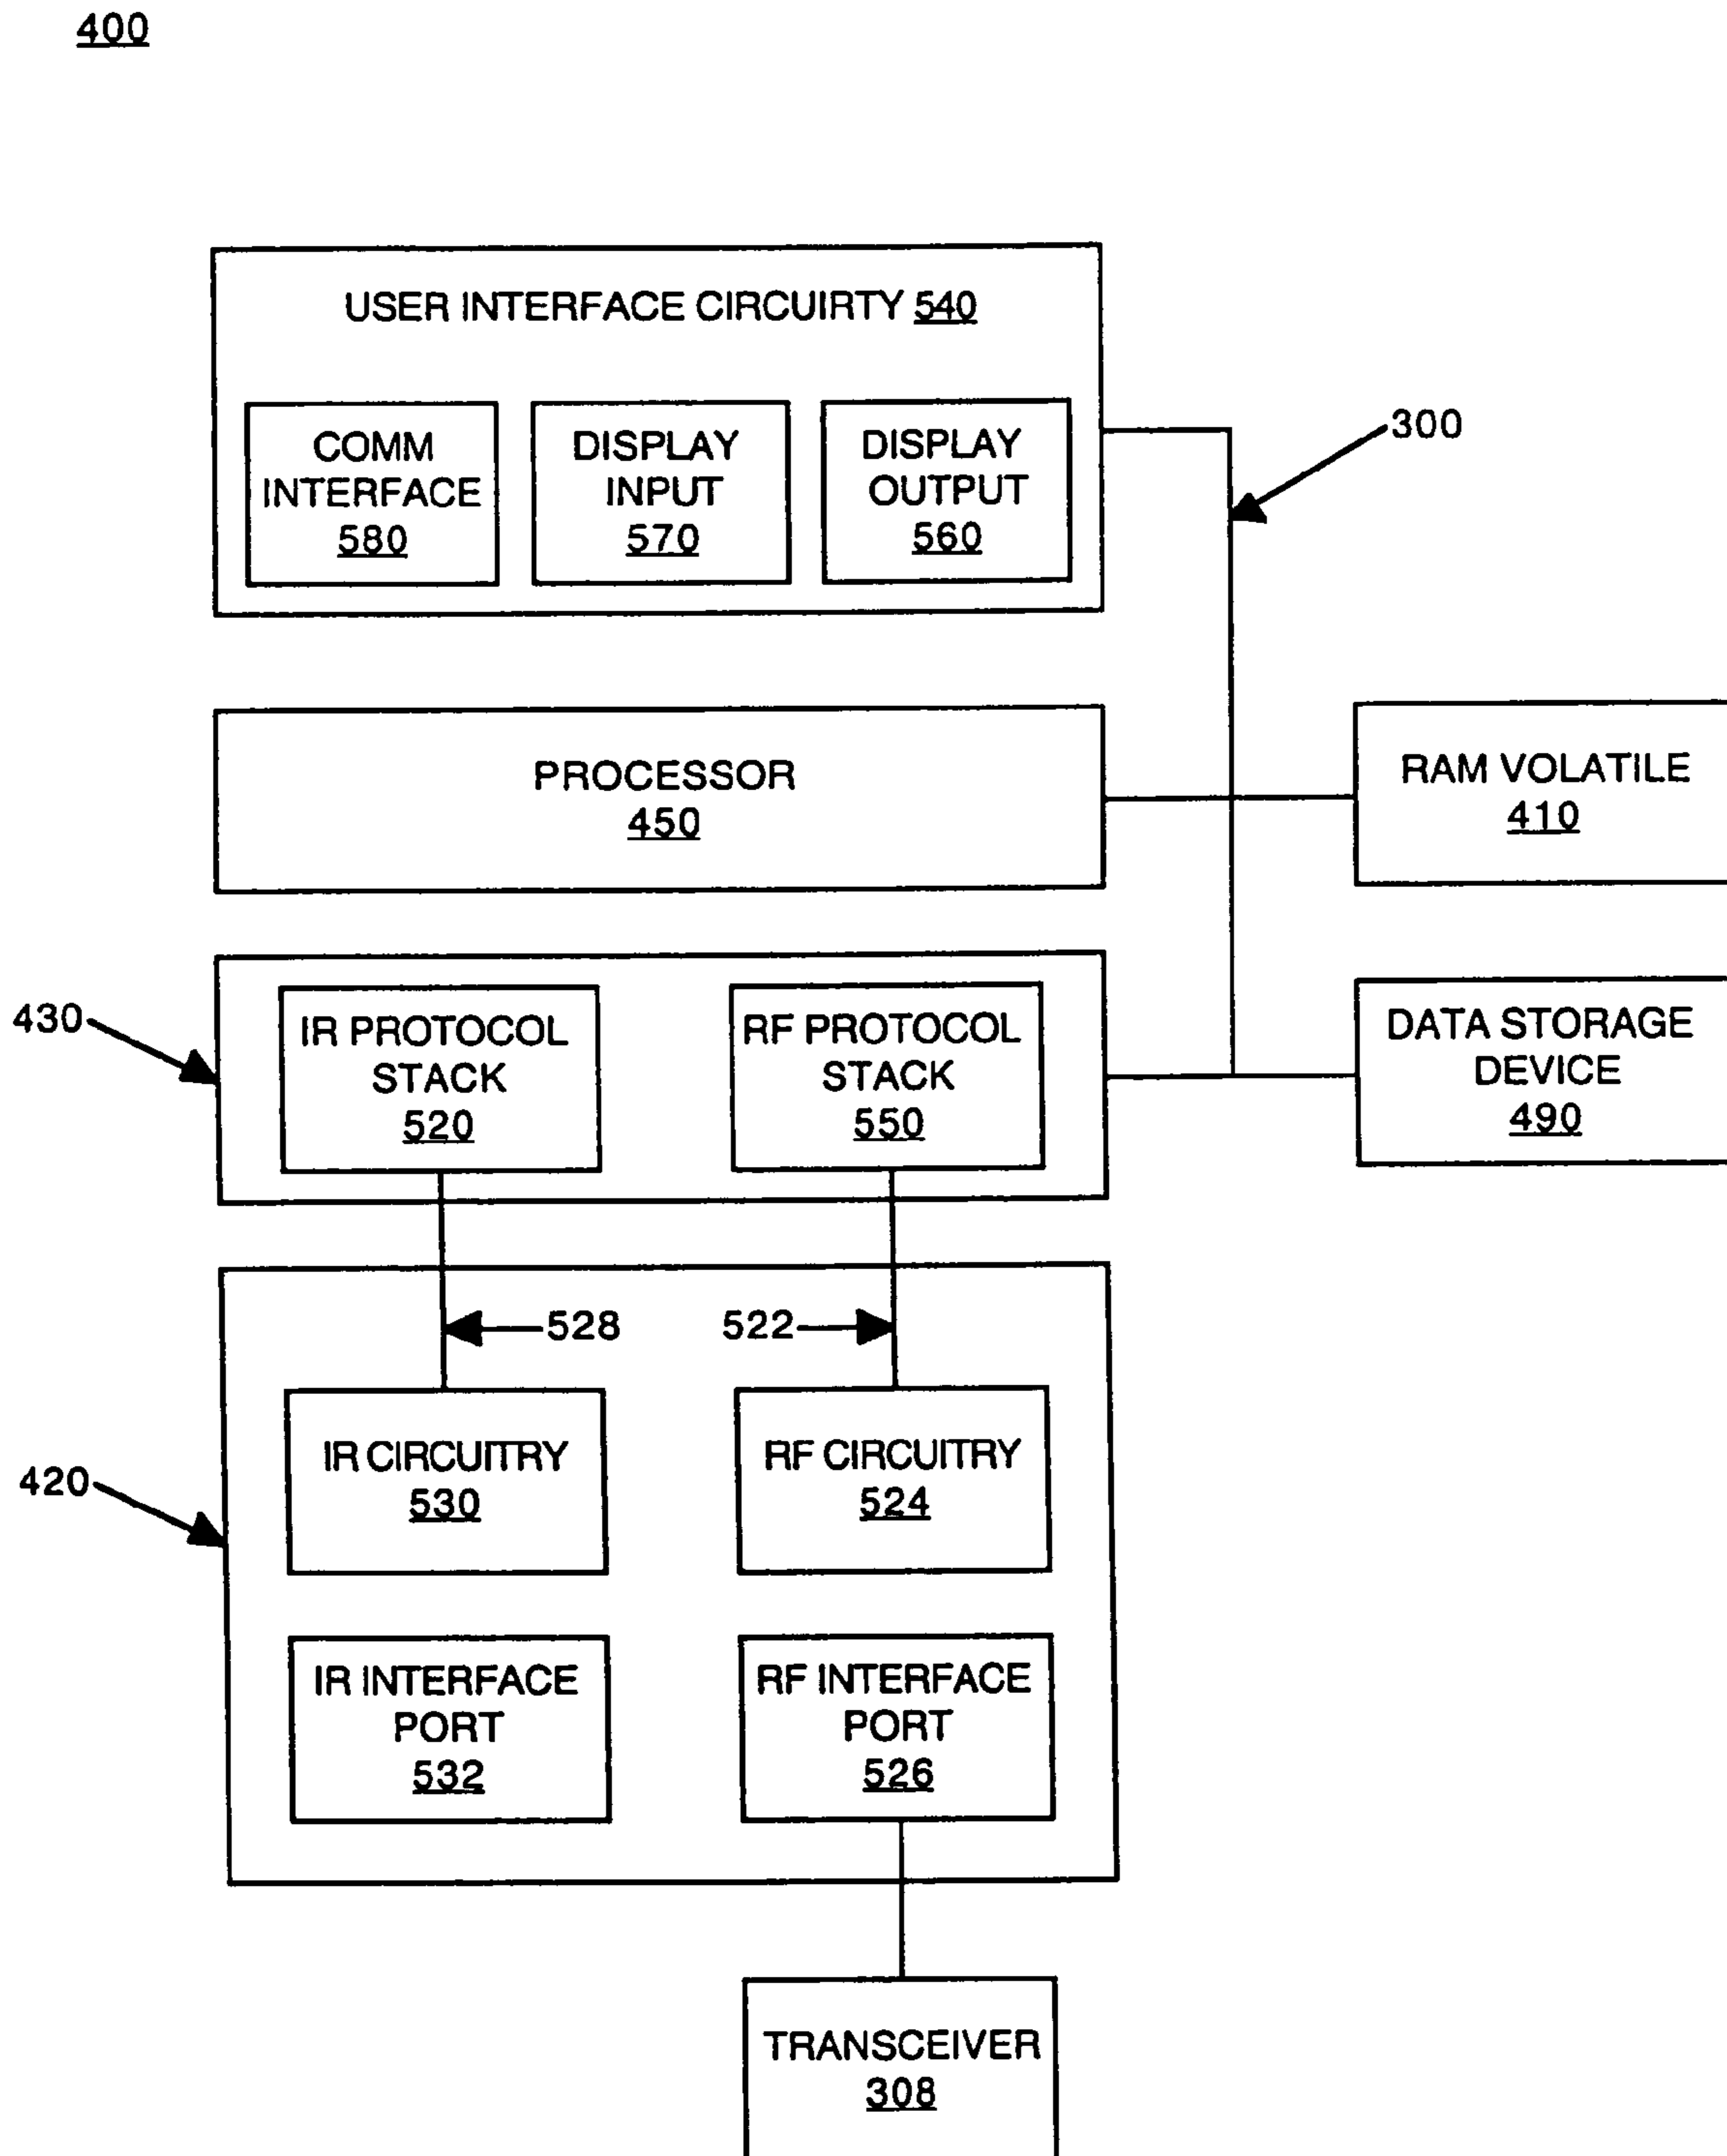 400
USER INTERFACE CIRCUIRTY 540
COMM
INTERFACE
580
DISPLAY
INPUT
570
DISPLAY
OUTPUT
560
300
PROCESSOR
450
RAM VOLATILE
410
430
IR PROTOCOL
STACK
520
RF PROTOCOL
STACK
550
DATA STORAGE
DEVICE
490
528
522
420
IR CIRCUITRY
530
RF CIRCUITRY
524
IR INTERFACE
PORT
532
RF INTERFACE
PORT
526
TRANSCEIVER
308